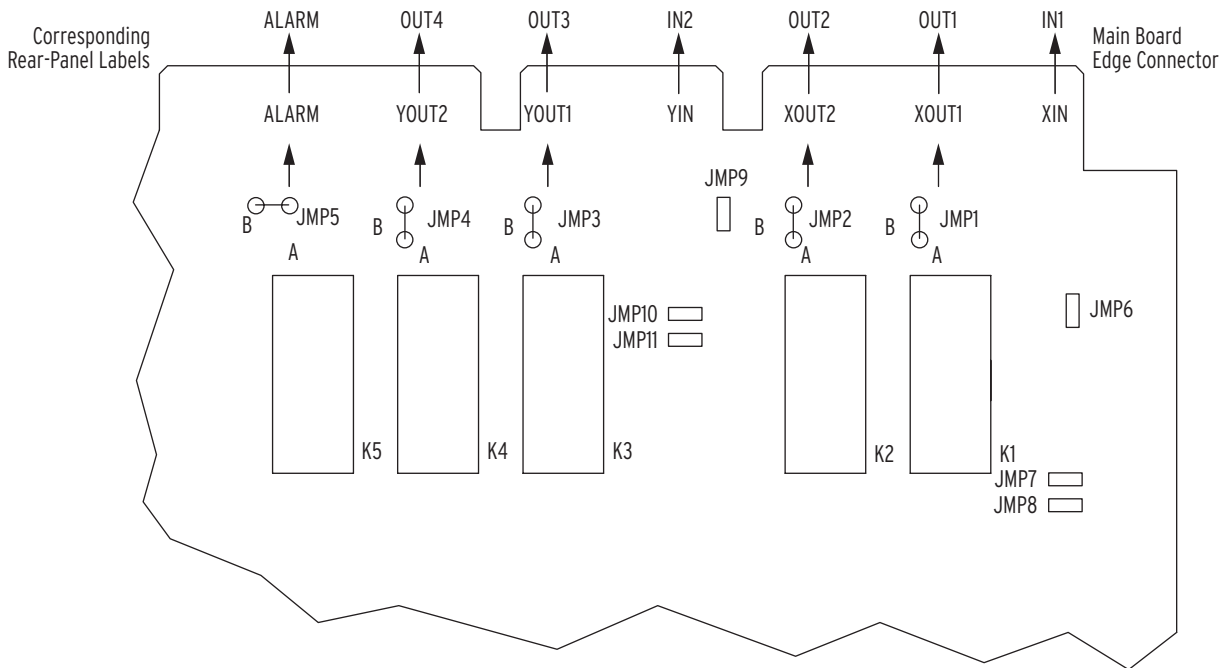 Corresponding
Rear-Panel Labels
ALARM
OUT4
OUT3
IN2
OUT2
OUT1
IN1
Main Board
Edge Connector
ALARM
YOUT2
YOUT1
YIN
XOUT2
XOUT1
XIN
B
JMP5
A
B
JMP4
A
B
JMP3
A
JMP9
B
JMP2
A
B
JMP1
A
JMP10
JMP11
JMP6
K5
K4
K3
K2
K1
JMP7
JMP8